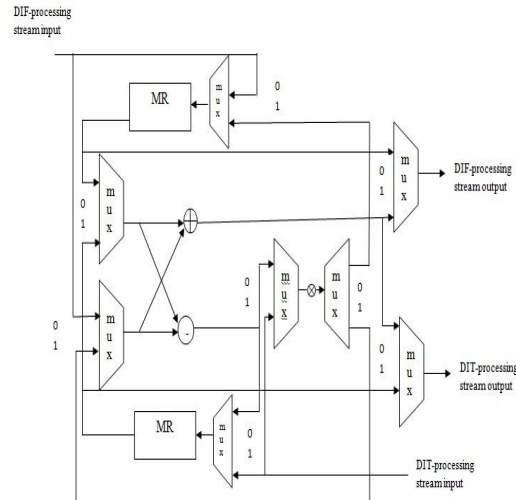 DIF-processing
stream input
0
1
m
u
x
MR
m
u
x
0
1
DIF-processing
stream output
m
u
x
0
1
m
u
x
0
1
m
u
x
m
u
x
0
1
-
0
1
m
u
x
0
1
m
u
x
DIT-processing
stream output
MR
m
u
x
0
1
DIT-processing
stream input